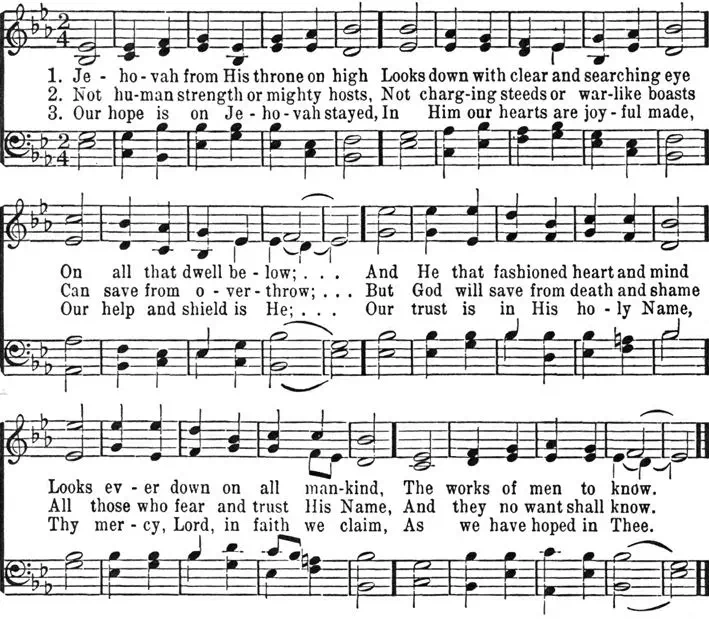 2
4
1. Je - ho - vah from His throne on high Looks down with clear and searching eye
2. Not hu-man strength or mighty hosts, Not charg-ing steeds or war-like boasts
3. Our hope is on Je - ho - vah stayed, In Him our hearts are joy - ful made,
2
4
On all that dwell be - low; . . . And He that fashioned heart and mind
Can save from o - ver - throw; . . . But God will save from death and shame
Our help and shield is He; . . . Our trust is in His ho - ly Name,
Looks ev - er down on all man-kind, The works of men to know.
All those who fear and trust His Name, And they no want shall know.
Thy mer - cy, Lord, in faith we claim, As we have hoped in Thee.